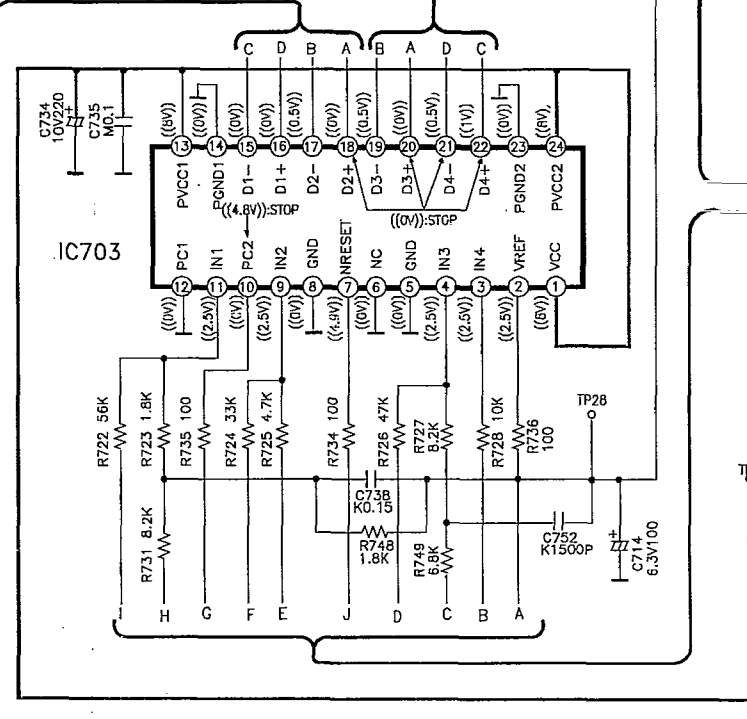 C D B A B A D C
C734
10V220
C735
M0.1
((8V)) ((0V)) ((0V)) ((0V)) ((0.5V)) ((0V)) ((0.5V)) ((0V)) ((0.5V)) ((1V)) ((0V)) ((8V))
13 14 15 16 17 18 19 20 21 22 23 24
PVCC1 PGND1 D1- D1+ D2- D2+ D3- D3+ D4- D4+ PGND2 PVCC2
((4.8V)):STOP
((0V)):STOP
IC703
PC1 IN1 PC2 IN2 GND NRESET NC GND IN3 IN4 VREF VCC
12 11 10 9 8 7 6 5 4 3 2 1
((0V)) ((2.5V)) ((0V)) ((2.5V)) ((0V)) ((4.9V)) ((0V)) ((0V)) ((2.5V)) ((2.5V)) ((2.5V)) ((8V))
TP28
R722 56K
R723 1.8K
R735 100
R724 33K
R725 4.7K
R734 100
R726 47K
R727
8.2K
R728 10K
R736
100
C738
K0.15
R748
1.8K
R731 8.2K
R749
6.8K
C752
K1500P
C714
6.3V100
I H G F E J D C B A